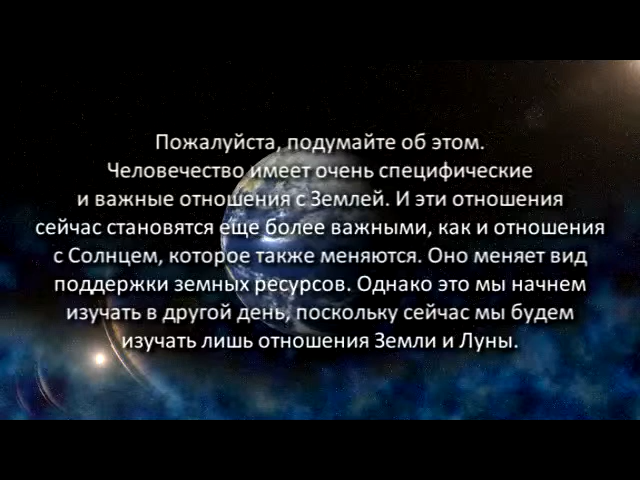 Пожалуйста, подумайте об этом.
Человечество имеет очень специфические
и важные отношения с Землей. И эти отношения
сейчас становятся еще более важными, как и отношения
с Солнцем, которое также меняются. Оно меняет вид
поддержки земных ресурсов. Однако это мы начнем
изучать в другой день, поскольку сейчас мы будем
изучать лишь отношения Земли и Луны.